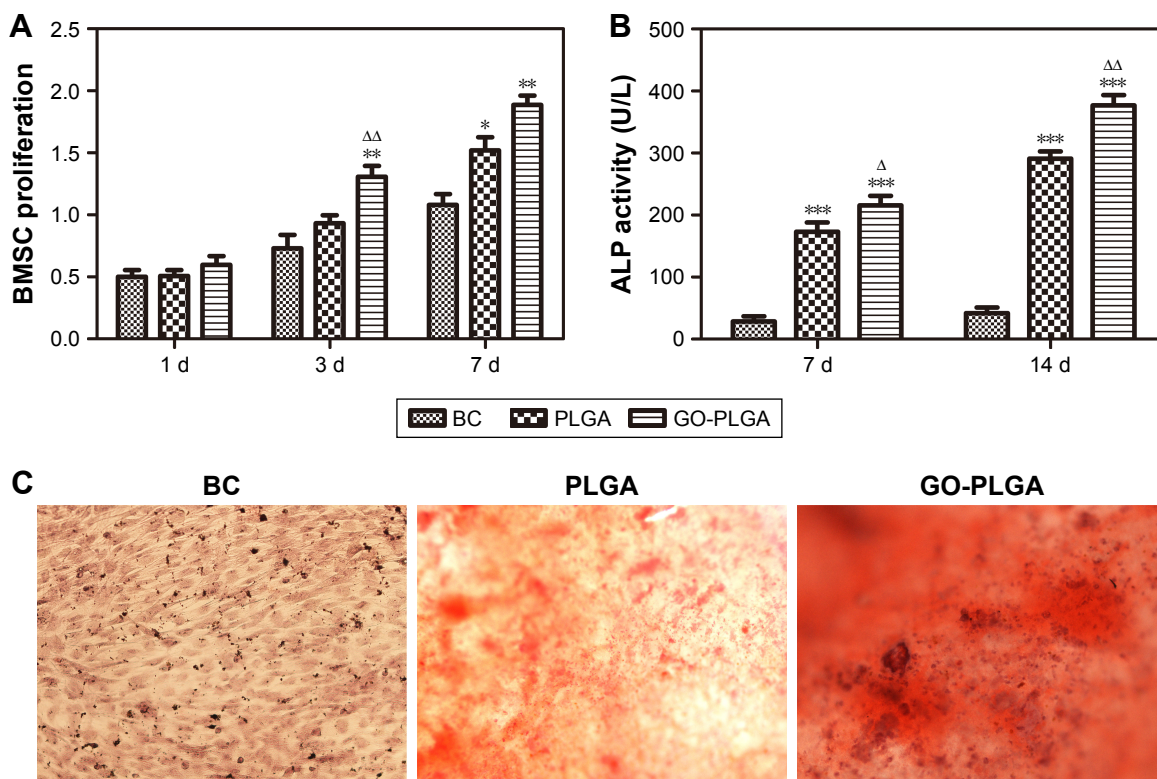 A
BMSC proliferation
2.5
2.0
1.5
1.0
0.5
0.0
ΔΔ
**
*
**
1 d
3 d
7 d
B
ALP activity (U/L)
500
400
300
200
100
0
***
Δ
***
***
ΔΔ
***
7 d
14 d
BC PLGA GO-PLGA
C
BC
PLGA
GO-PLGA